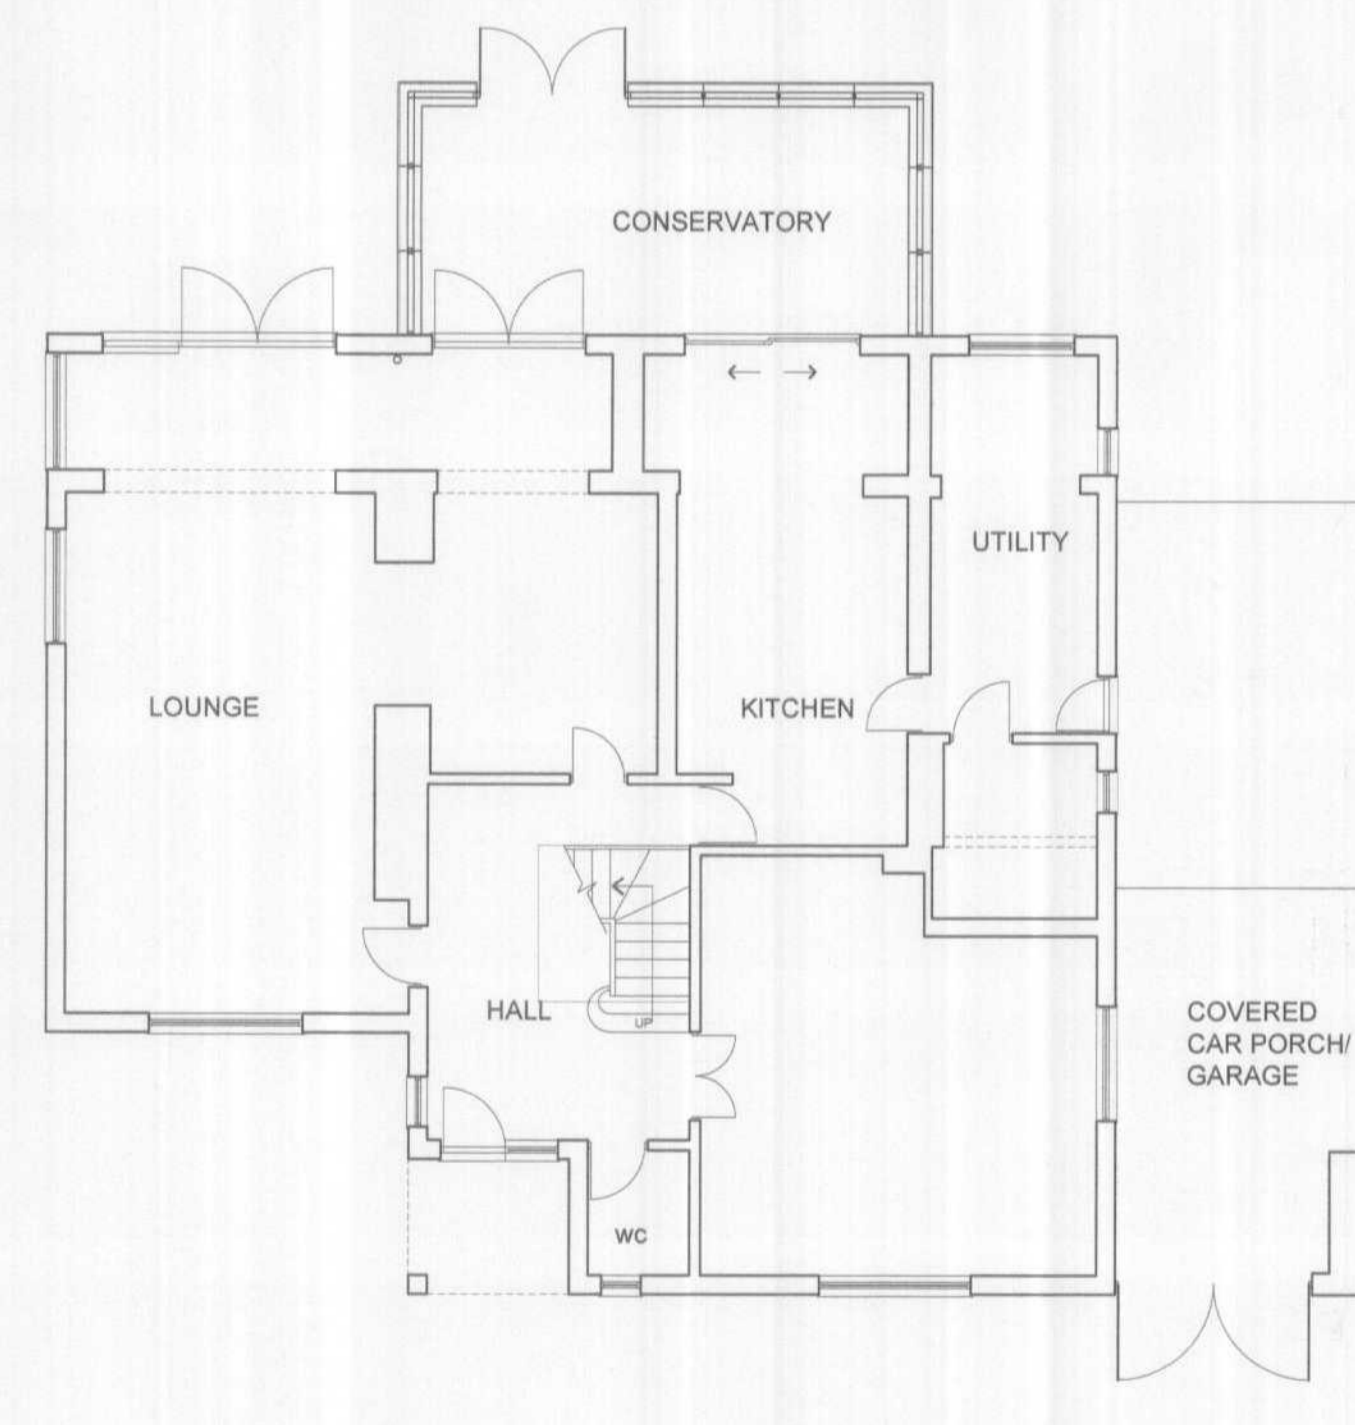 CONSERVATORY
UTILITY
LOUNGE
KITCHEN
HALL
UP
COVERED
CAR PORCH/
GARAGE
WC